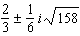 2/3 ± 1/6 i√158